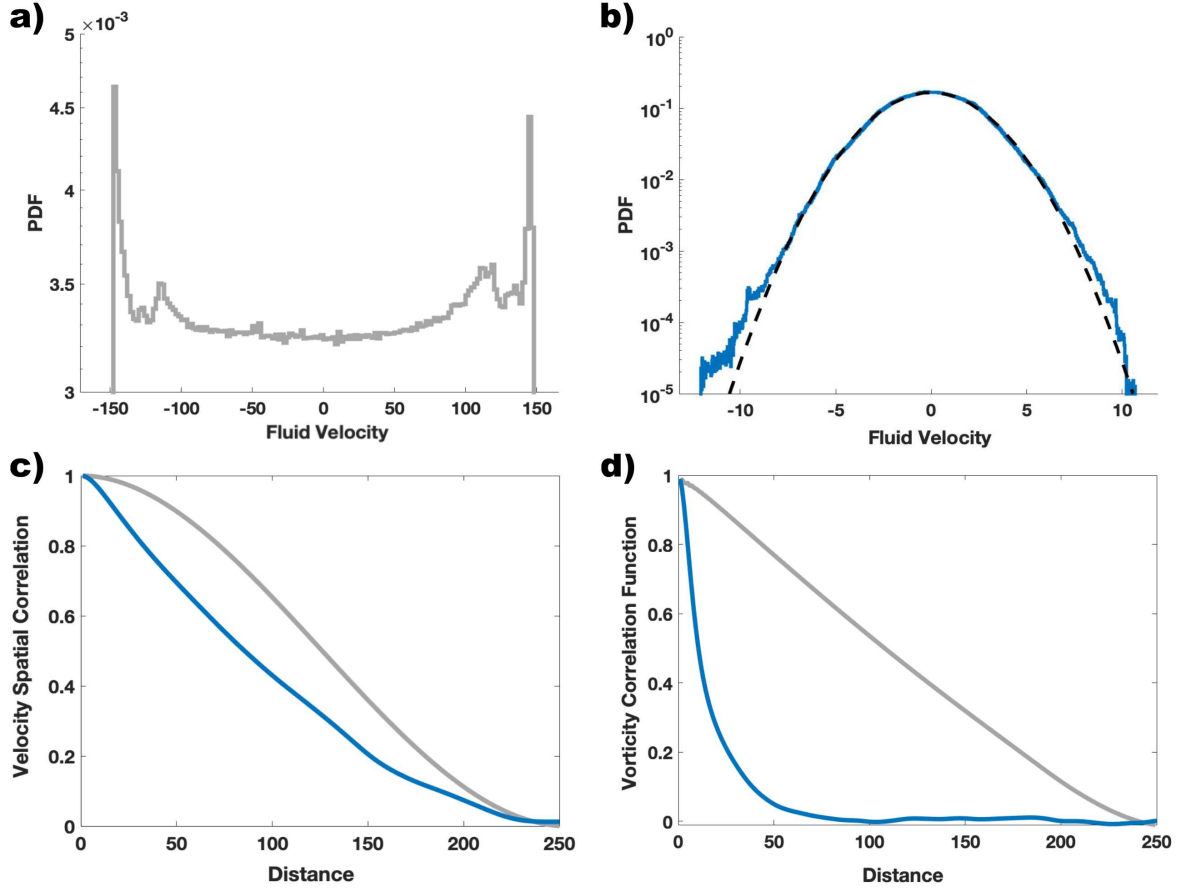 a)
×10-3
5
4.5
4
3.5
3
PDF
-150 -100 -50 0 50 100 150
Fluid Velocity
b)
100
10-1
10-2
10-3
10-4
10-5
PDF
-10 -5 0 5 10
Fluid Velocity
c)
1
0.8
0.6
0.4
0.2
0
Velocity Spatial Correlation
0 50 100 150 200 250
Distance
d)
1
0.8
0.6
0.4
0.2
0
Vorticity Correlation Function
0 50 100 150 200 250
Distance